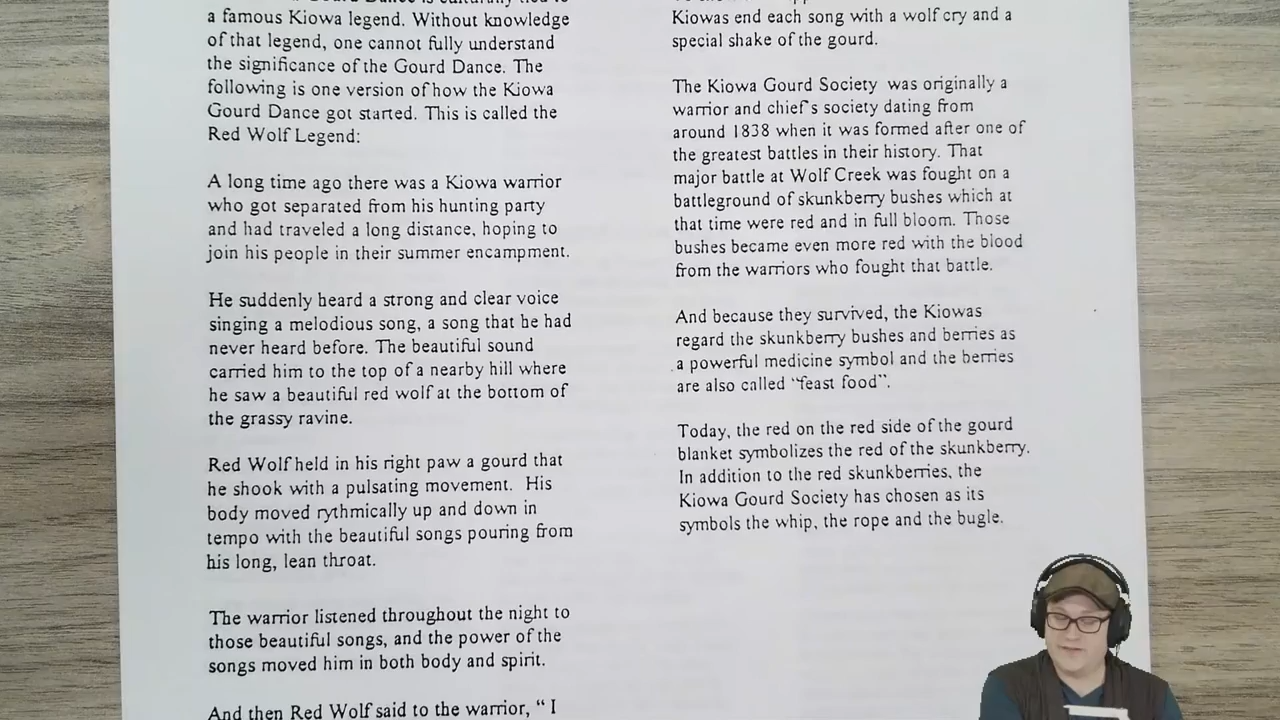 a famous Kiowa legend. Without knowledge
of that legend, one cannot fully understand
the significance of the Gourd Dance. The
following is one version of how the Kiowa
Gourd Dance got started. This is called the
Red Wolf Legend:
A long time ago there was a Kiowa warrior
who got separated from his hunting party
and had traveled a long distance, hoping to
join his people in their summer encampment.
He suddenly heard a strong and clear voice
singing a melodious song, a song that he had
never heard before. The beautiful sound
carried him to the top of a nearby hill where
he saw a beautiful red wolf at the bottom of
the grassy ravine.
Red Wolf held in his right paw a gourd that
he shook with a pulsating movement. His
body moved rythmically up and down in
tempo with the beautiful songs pouring from
his long, lean throat.
The warrior listened throughout the night to
those beautiful songs, and the power of the
songs moved him in both body and spirit.
And then Red Wolf said to the warrior, “ I
Kiowas end each song with a wolf cry and a
special shake of the gourd.
The Kiowa Gourd Society was originally a
warrior and chief's society dating from
around 1838 when it was formed after one of
the greatest battles in their history. That
major battle at Wolf Creek was fought on a
battleground of skunkberry bushes which at
that time were red and in full bloom. Those
bushes became even more red with the blood
from the warriors who fought that battle.
And because they survived, the Kiowas
regard the skunkberry bushes and berries as
a powerful medicine symbol and the berries
are also called “feast food”.
Today, the red on the red side of the gourd
blanket symbolizes the red of the skunkberry.
In addition to the red skunkberries, the
Kiowa Gourd Society has chosen as its
symbols the whip, the rope and the bugle.